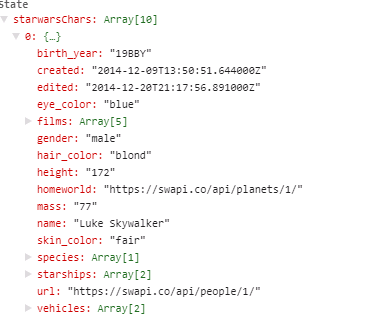 State
starwarsChars: Array[10]
0: {…}
birth_year: "19BBY"
created: "2014-12-09T13:50:51.644000Z"
edited: "2014-12-20T21:17:56.891000Z"
eye_color: "blue"
films: Array[5]
gender: "male"
hair_color: "blond"
height: "172"
homeworld: "https://swapi.co/api/planets/1/"
mass: "77"
name: "Luke Skywalker"
skin_color: "fair"
species: Array[1]
starships: Array[2]
url: "https://swapi.co/api/people/1/"
vehicles: Array[2]